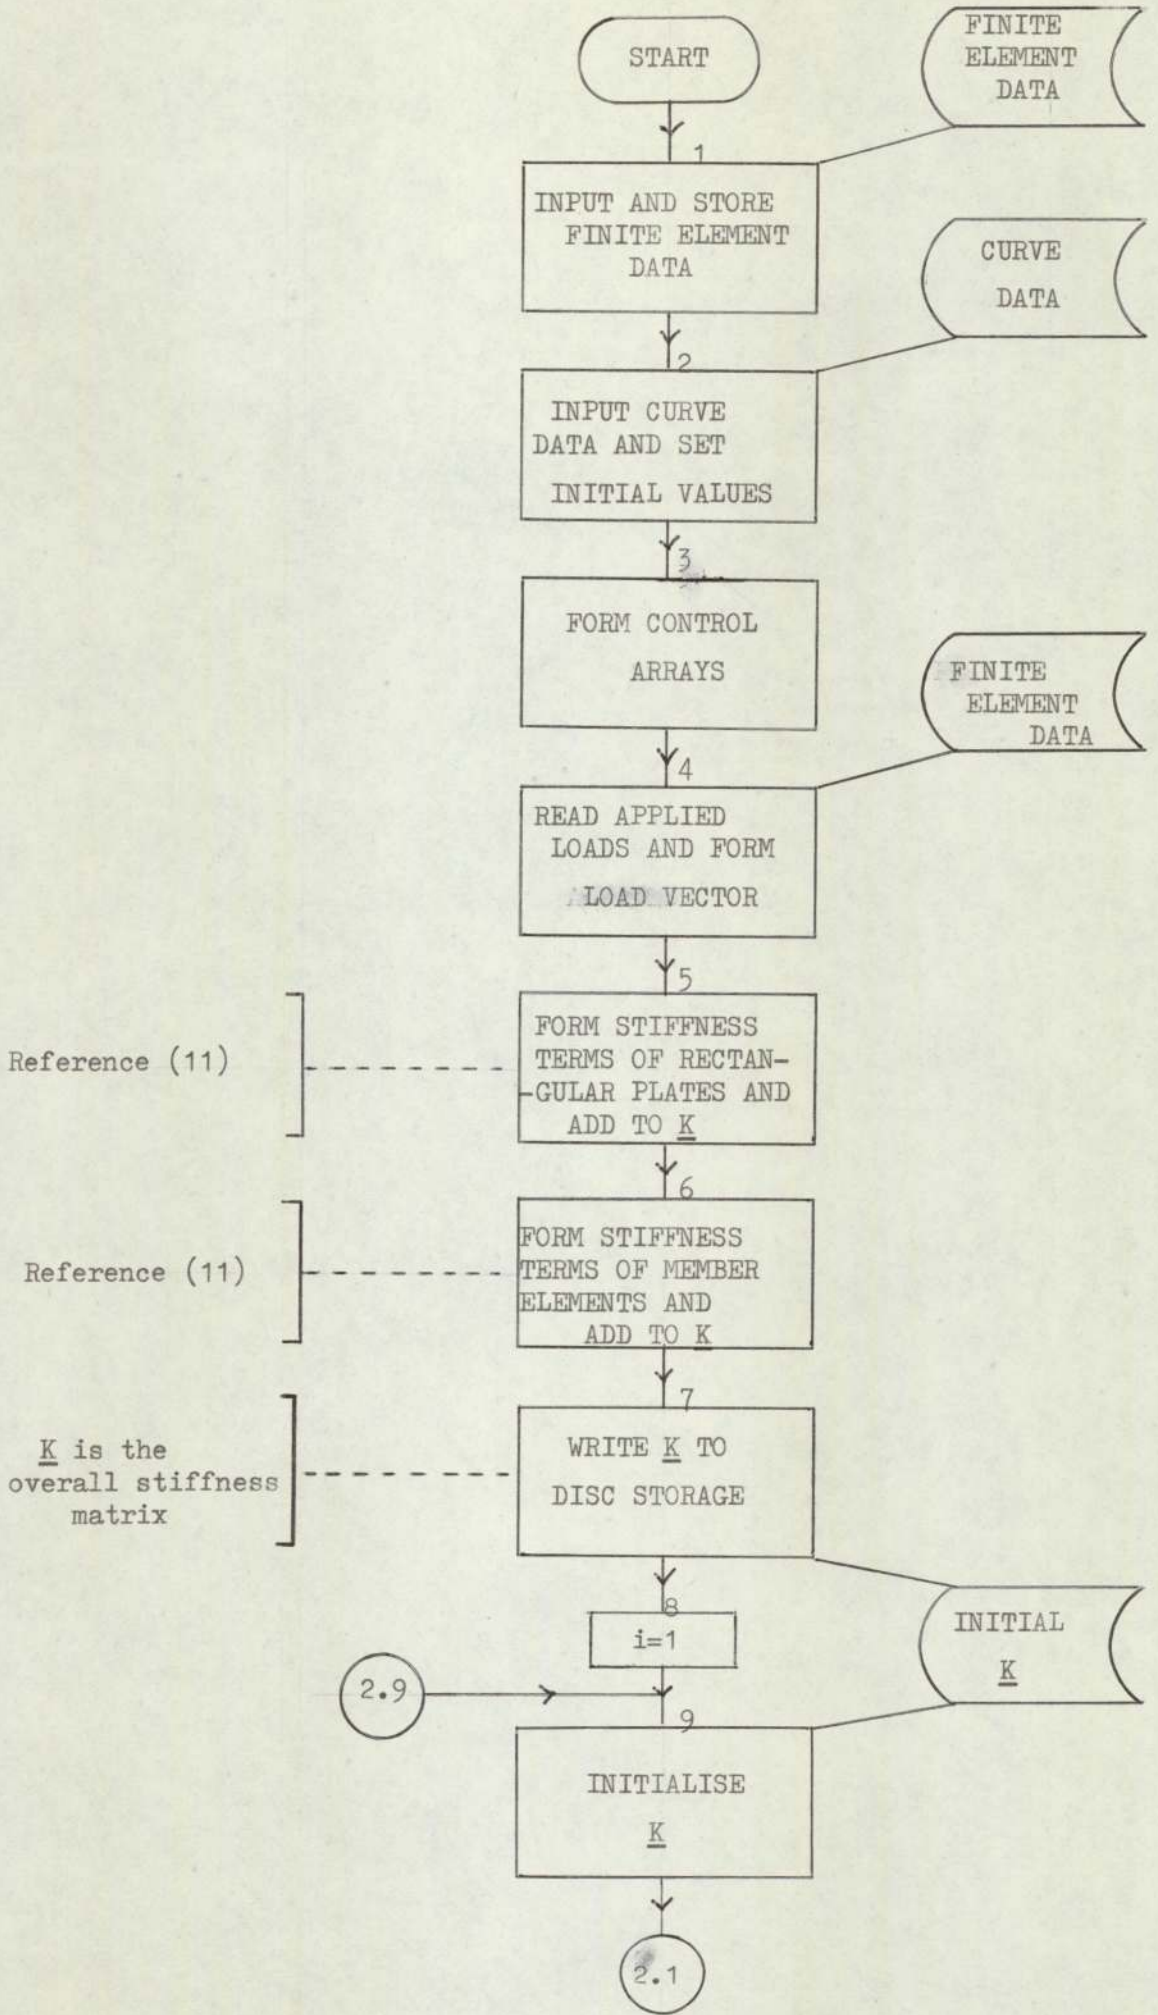 START
FINITE
ELEMENT
DATA
1
INPUT AND STORE
FINITE ELEMENT
DATA
CURVE
DATA
2
INPUT CURVE
DATA AND SET
INITIAL VALUES
3
FORM CONTROL
ARRAYS
FINITE
ELEMENT
DATA
4
READ APPLIED
LOADS AND FORM
LOAD VECTOR
5
Reference (11)
FORM STIFFNESS
TERMS OF RECTAN-
-GULAR PLATES AND
ADD TO K
6
Reference (11)
FORM STIFFNESS
TERMS OF MEMBER
ELEMENTS AND
ADD TO K
7
K is the
overall stiffness
matrix
WRITE K TO
DISC STORAGE
8
i=1
INITIAL
K
2.9
9
INITIALISE
K
2.1